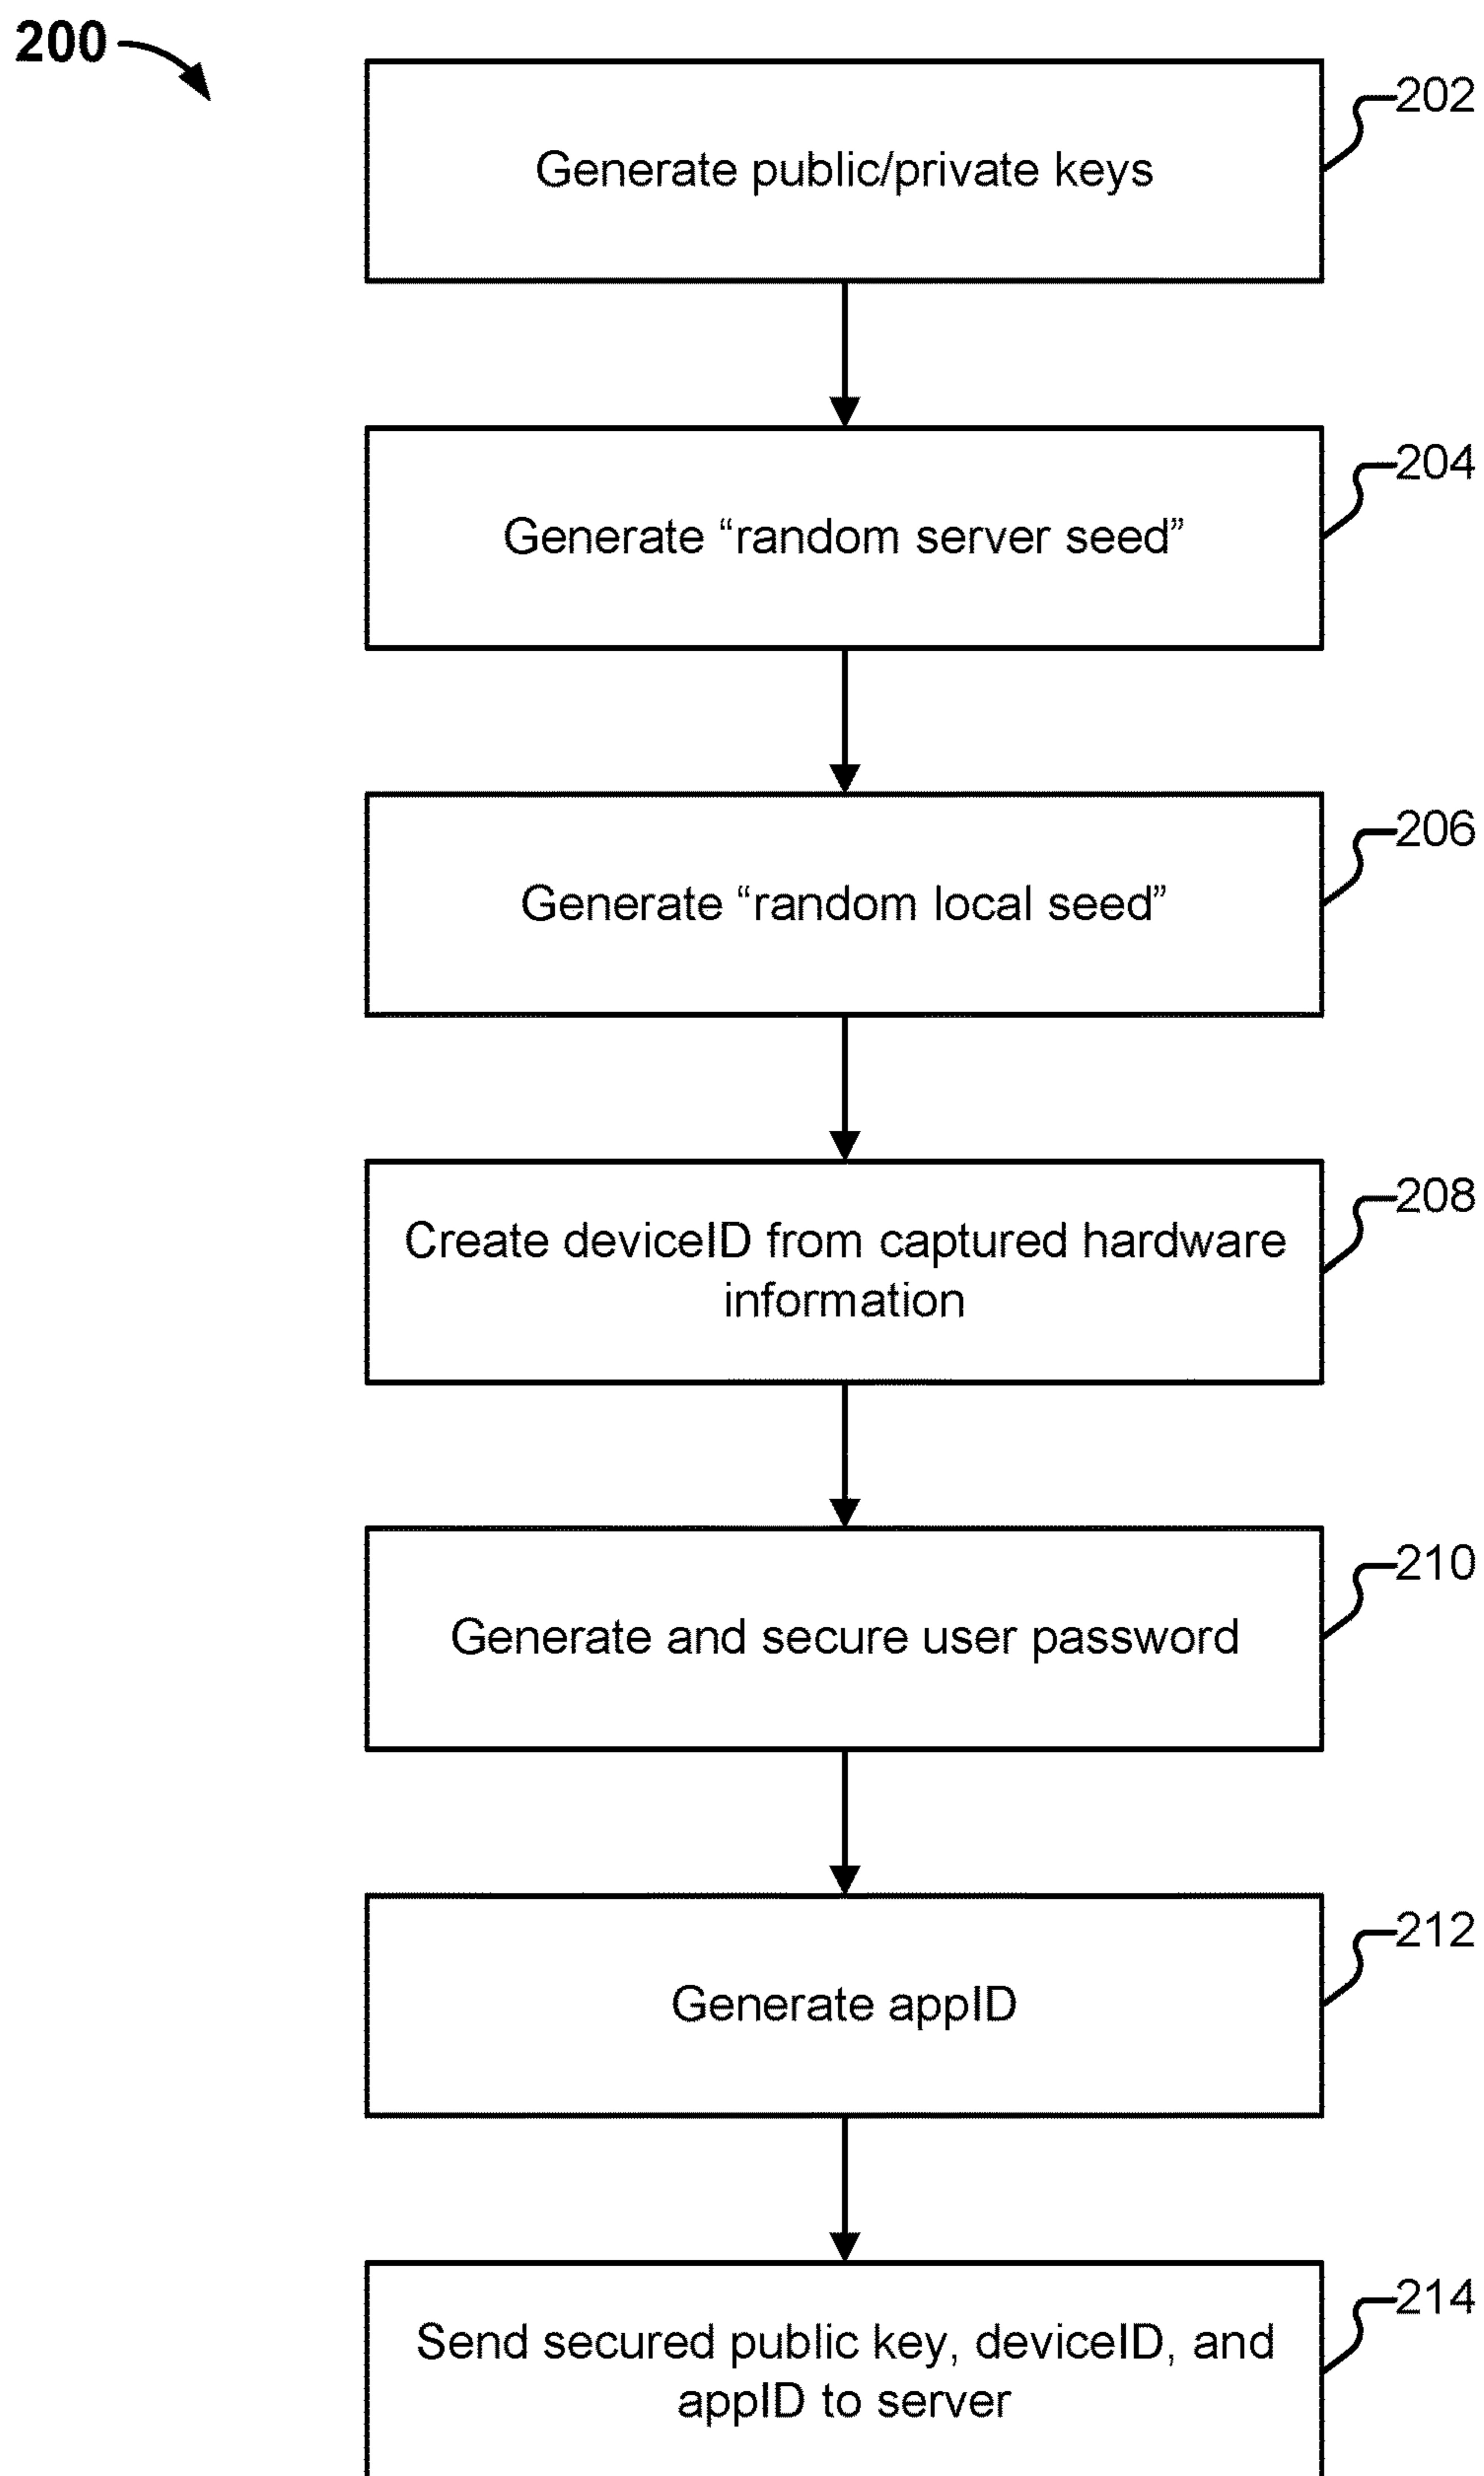 200
202
Generate public/private keys
204
Generate “random server seed”
206
Generate “random local seed”
208
Create deviceID from captured hardware
information
210
Generate and secure user password
212
Generate appID
214
Send secured public key, deviceID, and
appID to server